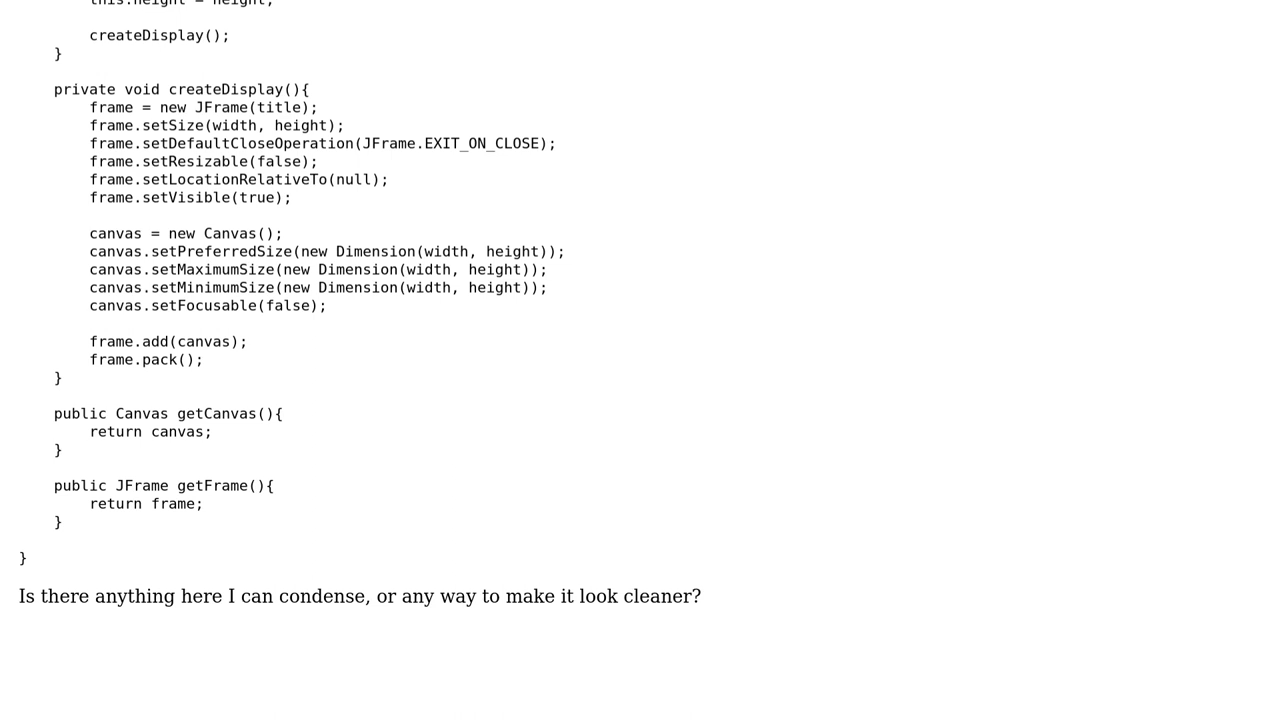 this.height = height;
createDisplay();
}
private void createDisplay(){
frame = new JFrame(title);
frame.setSize(width, height);
frame.setDefaultCloseOperation(JFrame.EXIT_ON_CLOSE);
frame.setResizable(false);
frame.setLocationRelativeTo(null);
frame.setVisible(true);
canvas = new Canvas();
canvas.setPreferredSize(new Dimension(width, height));
canvas.setMaximumSize(new Dimension(width, height));
canvas.setMinimumSize(new Dimension(width, height));
canvas.setFocusable(false);
frame.add(canvas);
frame.pack();
}
public Canvas getCanvas(){
return canvas;
}
public JFrame getFrame(){
return frame;
}
}
Is there anything here I can condense, or any way to make it look cleaner?